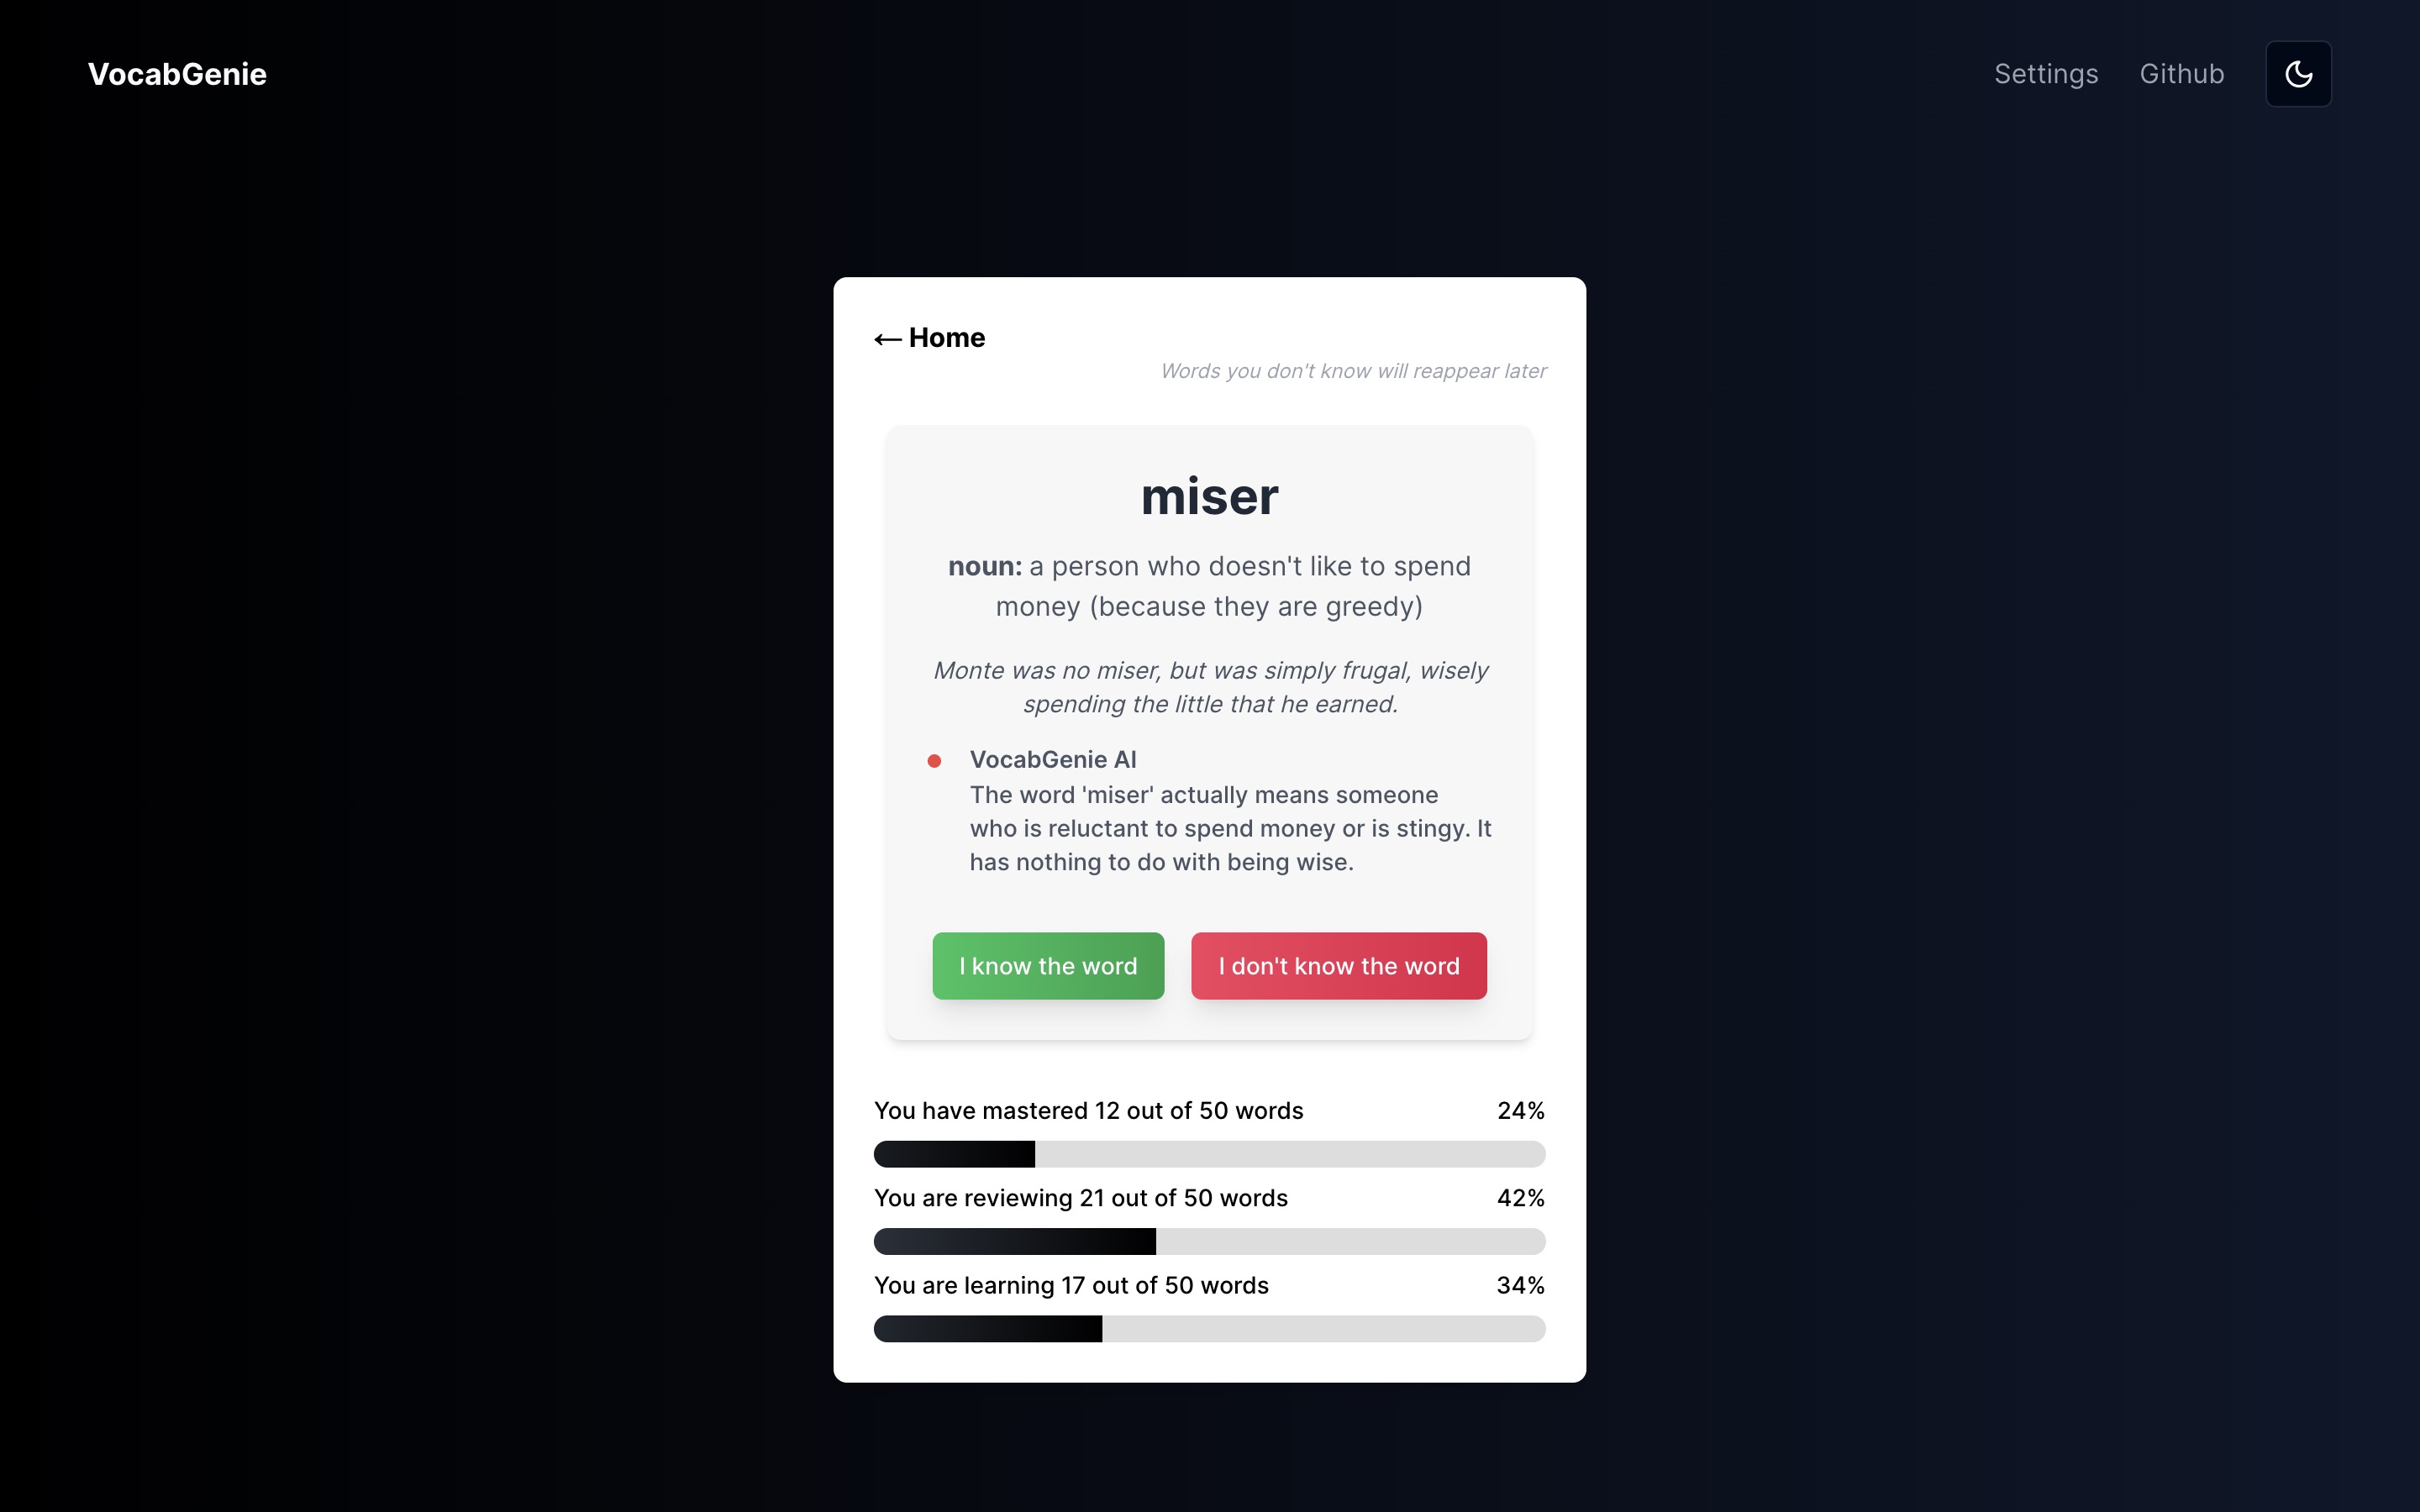 VocabGenie
Settings
Github
← Home
Words you don't know will reappear later
miser
noun: a person who doesn't like to spend
money (because they are greedy)
Monte was no miser, but was simply frugal, wisely
spending the little that he earned.
VocabGenie AI
The word 'miser' actually means someone
who is reluctant to spend money or is stingy. It
has nothing to do with being wise.
I know the word
I don't know the word
You have mastered 12 out of 50 words
24%
You are reviewing 21 out of 50 words
42%
You are learning 17 out of 50 words
34%